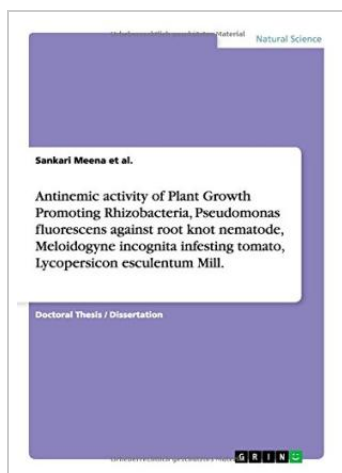 Natural Science
Sankari Meena et al.
Antinemic activity of Plant Growth
Promoting Rhizobacteria, Pseudomonas
fluorescens against root knot nematode,
Meloidogyne incognita infesting tomato,
Lycopersicon esculentum Mill.
Doctoral Thesis / Dissertation
GRIN